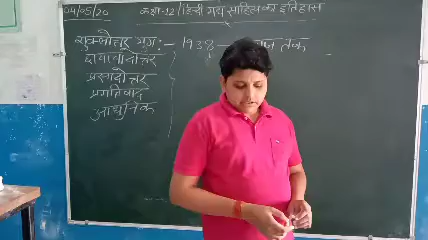 04/05/20 कक्षा-12/हिंदी गद्य साहित्य का इतिहास
शुक्लोत्तर युग:- 1938 - तक
छायावादोत्तर
प्रसादोत्तर
प्रगतिवाद
आधुनिक